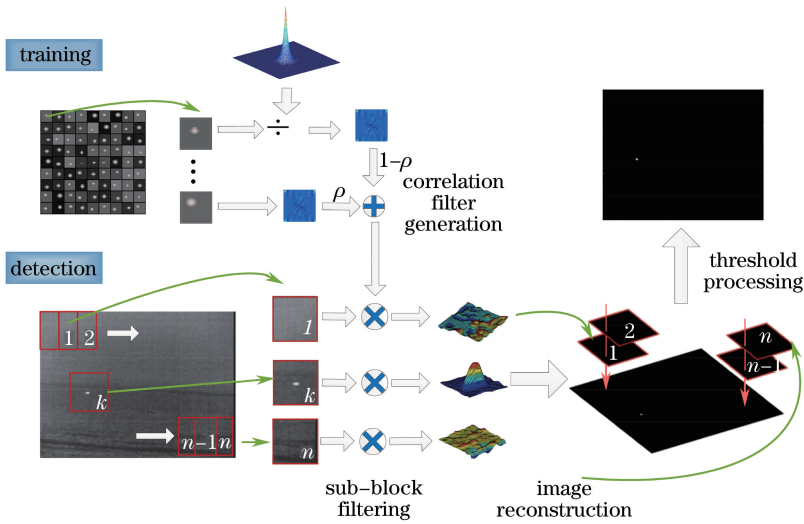 training
÷
1−ρ
ρ
correlation
filter
generation
detection
threshold
processing
1
2
1
2
1
n
n−1
k
k
n−1
n
n
sub−block
filtering
image
reconstruction